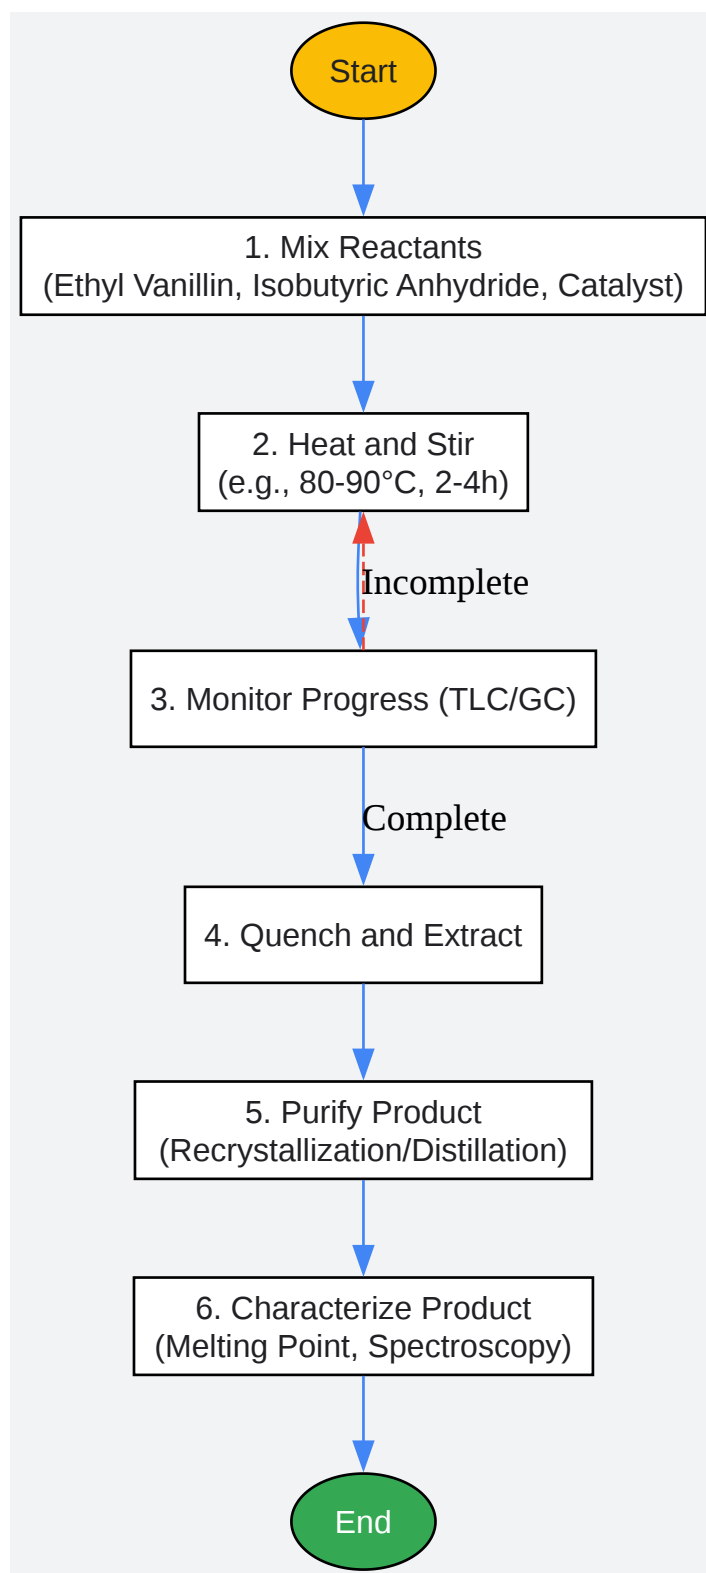 Start
1. Mix Reactants
(Ethyl Vanillin, Isobutyric Anhydride, Catalyst)
2. Heat and Stir
(e.g., 80-90°C, 2-4h)
Incomplete
3. Monitor Progress (TLC/GC)
Complete
4. Quench and Extract
5. Purify Product
(Recrystallization/Distillation)
6. Characterize Product
(Melting Point, Spectroscopy)
End